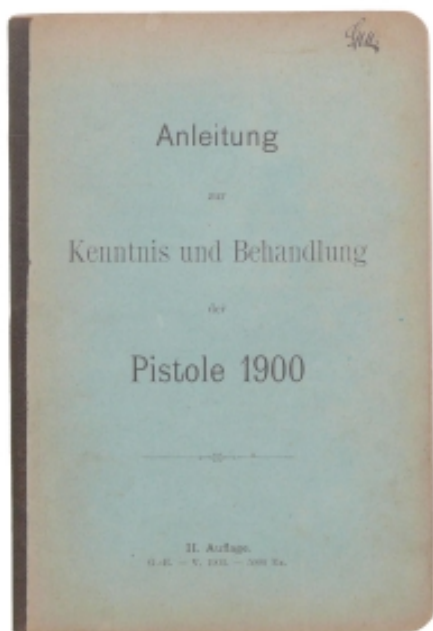 Anleitung
zur
Kenntnis und Behandlung
der
Pistole 1900
II. Auflage.